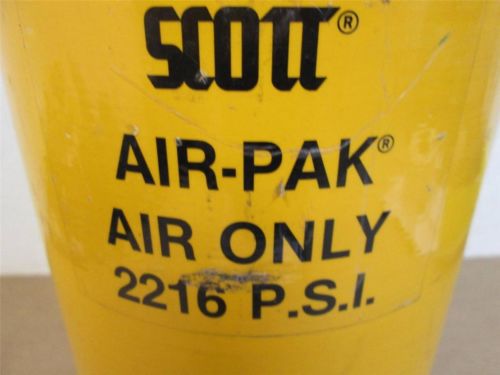 SCOTT®
AIR-PAK®
AIR ONLY
2216 P.S.I.